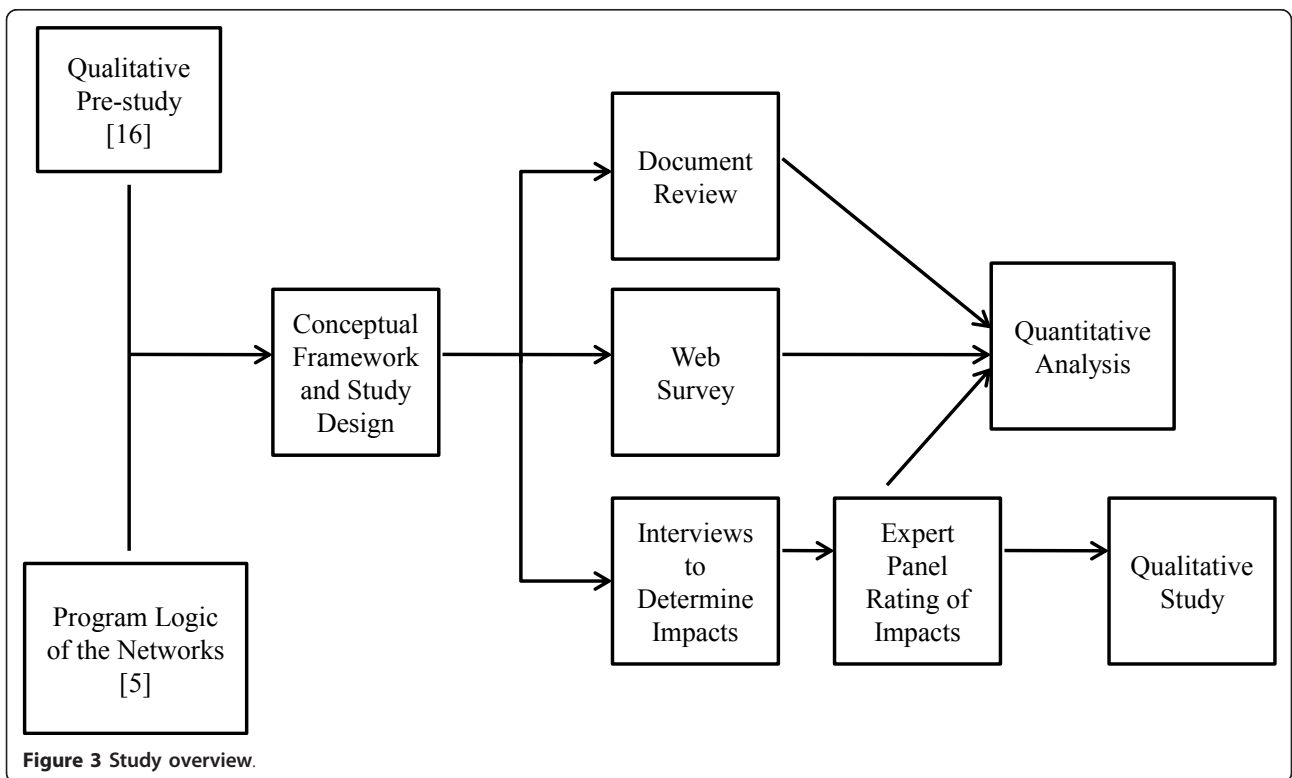 Qualitative
Pre-study
[16]
Program Logic
of the Networks
[5]
Conceptual
Framework
and Study
Design
Document
Review
Web
Survey
Interviews
to
Determine
Impacts
Expert
Panel
Rating of
Impacts
Quantitative
Analysis
Qualitative
Study
Figure 3 Study overview.